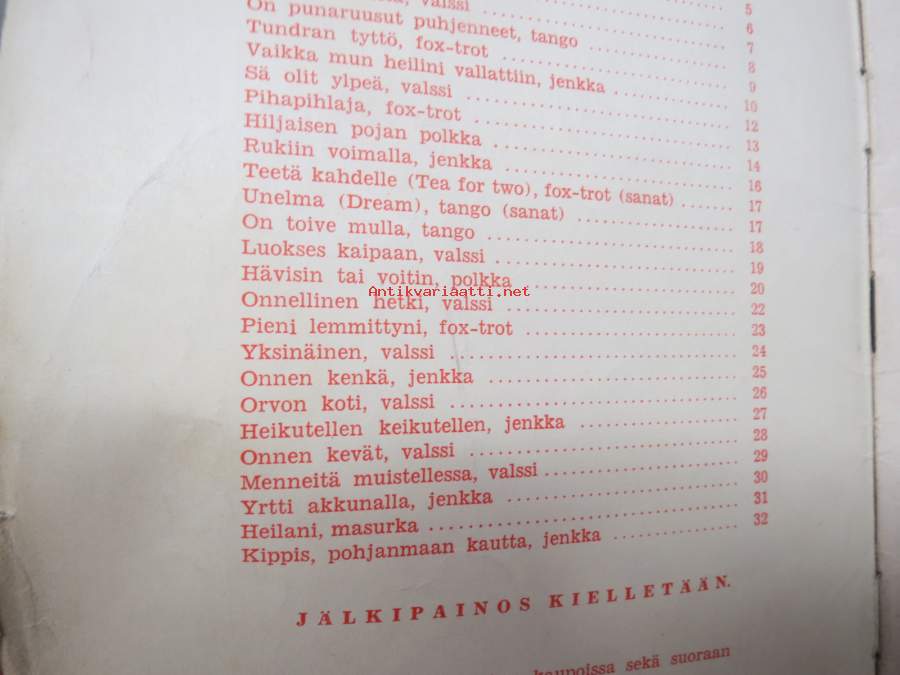 5
6
valssi 7
On punaruusut puhjenneet, tango 8
Tundran tyttö, fox-trot 9
Vaikka mun heilini vallattiin, jenkka 10
Sä olit ylpeä, valssi 12
Pihapihlaja, fox-trot 13
Hiljaisen pojan polkka 14
Rukiin voimalla, jenkka 16
Teetä kahdelle (Tea for two), fox-trot (sanat) 17
Unelma (Dream), tango (sanat) 17
On toive mulla, tango 18
Luokses kaipaan, valssi 19
Hävisin tai voitin, polkka 20
Antikvariaatti.net
Onnellinen hetki, valssi 22
Pieni lemmittyni, fox-trot 23
Yksinäinen, valssi 24
Onnen kenkä, jenkka 25
Orvon koti, valssi 26
Heikutellen keikutellen, jenkka 27
Onnen kevät, valssi 28
Menneitä muistellessa, valssi 29
Yrtti akkunalla, jenkka 30
Heilani, masurka 31
Kippis, pohjanmaan kautta, jenkka 32
JÄLKIPAINOS KIELLETÄÄN.
sekä suoraan